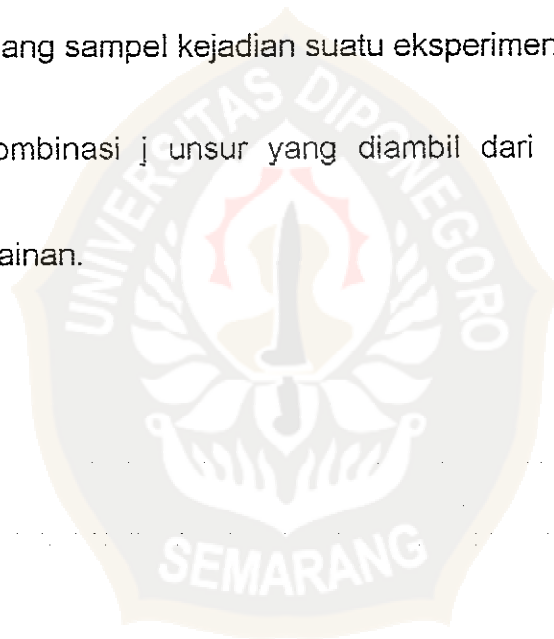 ang sampel kejadian suatu eksperimen
ombinasi j unsur yang diambil dari
ainan.
UNIVERSITAS DIPONEGORO
SEMARANG